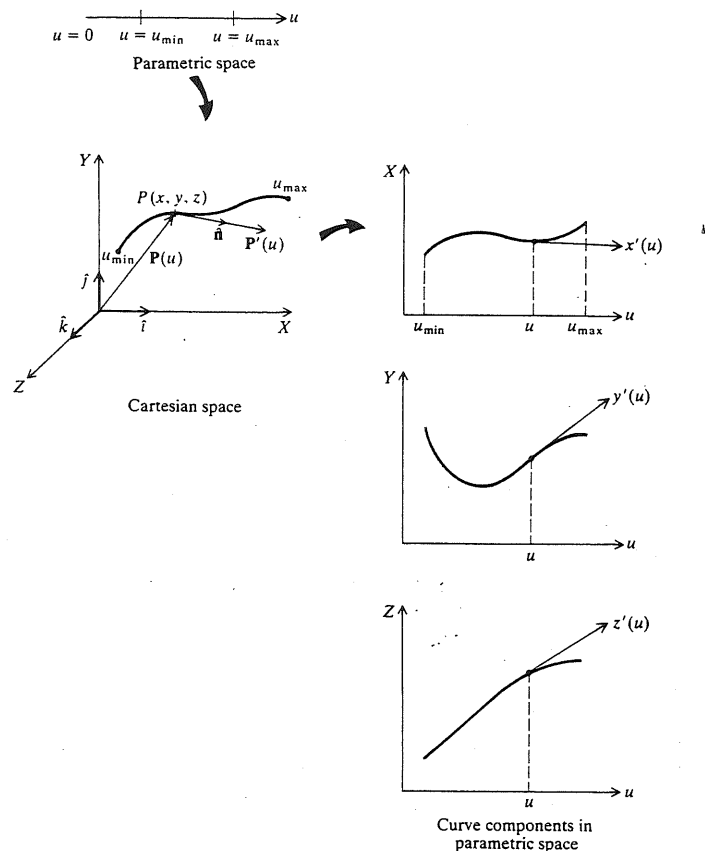 u
u = 0 u = u_min u = u_max
Parametric space
Y
P(x, y, z)
u_max
n̂
P′(u)
u_min
P(u)
ĵ
k̂
î
X
Z
Cartesian space
X
x′(u)
u_min u u_max
u
Y
y′(u)
u
u
Z
z′(u)
u
u
Curve components in
parametric space